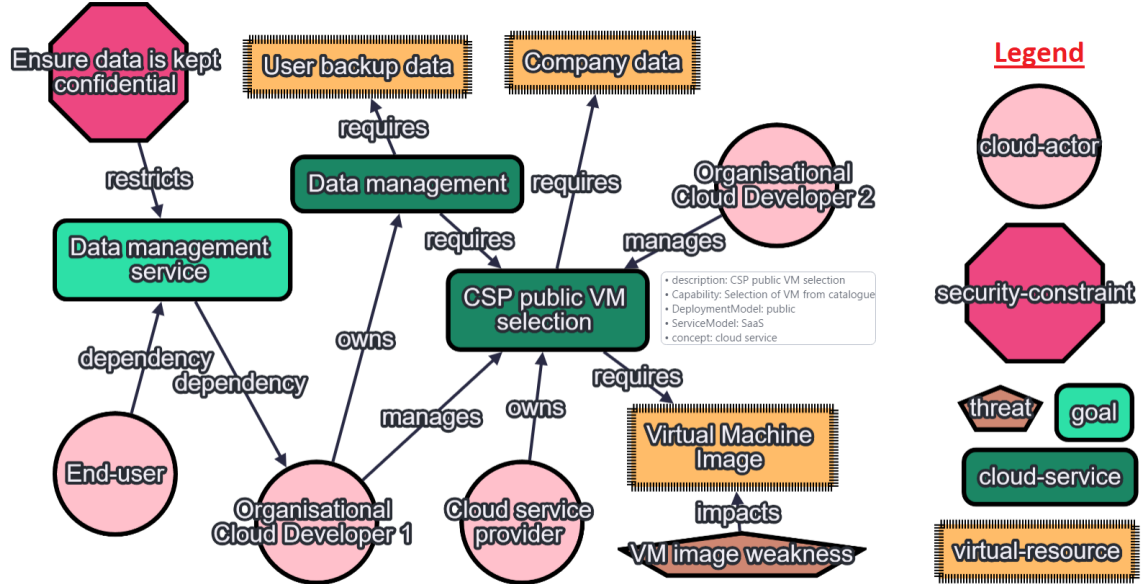 Ensure data is kept
confidential
User backup data
Company data
Legend
cloud-actor
requires
restricts
Data management
requires
Organisational
Cloud Developer 2
Data management
service
requires
manages
security-constraint
CSP public VM
selection
• description: CSP public VM selection
• Capability: Selection of VM from catalogue
• DeploymentModel: public
• ServiceModel: SaaS
• concept: cloud service
owns
dependency
dependency
requires
manages
owns
threat
goal
End-user
Virtual Machine
Image
cloud-service
Organisational
Cloud Developer 1
Cloud service
provider
impacts
VM image weakness
virtual-resource